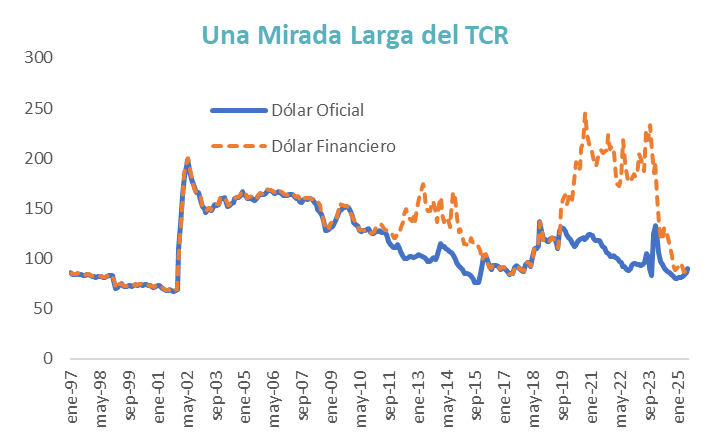 Una Mirada Larga del TCR
300
250
200
150
100
50
0
Dólar Oficial
Dólar Financiero
ene-97
may-98
sep-99
ene-01
may-02
sep-03
ene-05
may-06
sep-07
ene-09
may-10
sep-11
ene-13
may-14
sep-15
ene-17
may-18
sep-19
ene-21
may-22
sep-23
ene-25